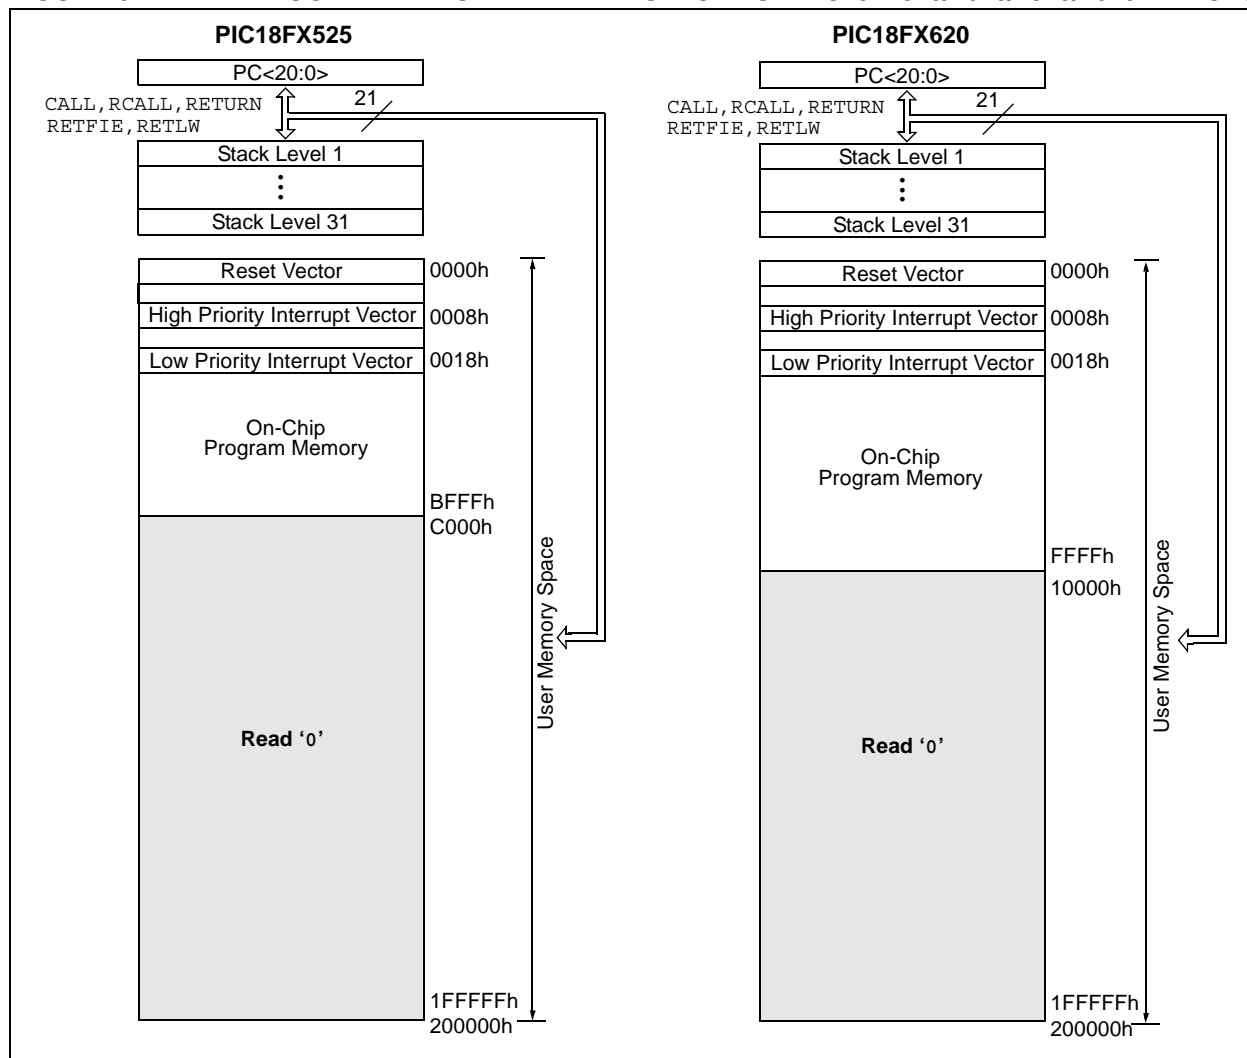 PIC18FX525
PC<20:0>
CALL,RCALL,RETURN
RETFIE,RETLW
21
Stack Level 1
Stack Level 31
Reset Vector
0000h
High Priority Interrupt Vector
0008h
Low Priority Interrupt Vector
0018h
On-Chip
Program Memory
BFFFh
C000h
Read ‘0’
User Memory Space
1FFFFFh
200000h
PIC18FX620
PC<20:0>
CALL,RCALL,RETURN
RETFIE,RETLW
21
Stack Level 1
Stack Level 31
Reset Vector
0000h
High Priority Interrupt Vector
0008h
Low Priority Interrupt Vector
0018h
On-Chip
Program Memory
FFFFh
10000h
Read ‘0’
User Memory Space
1FFFFFh
200000h